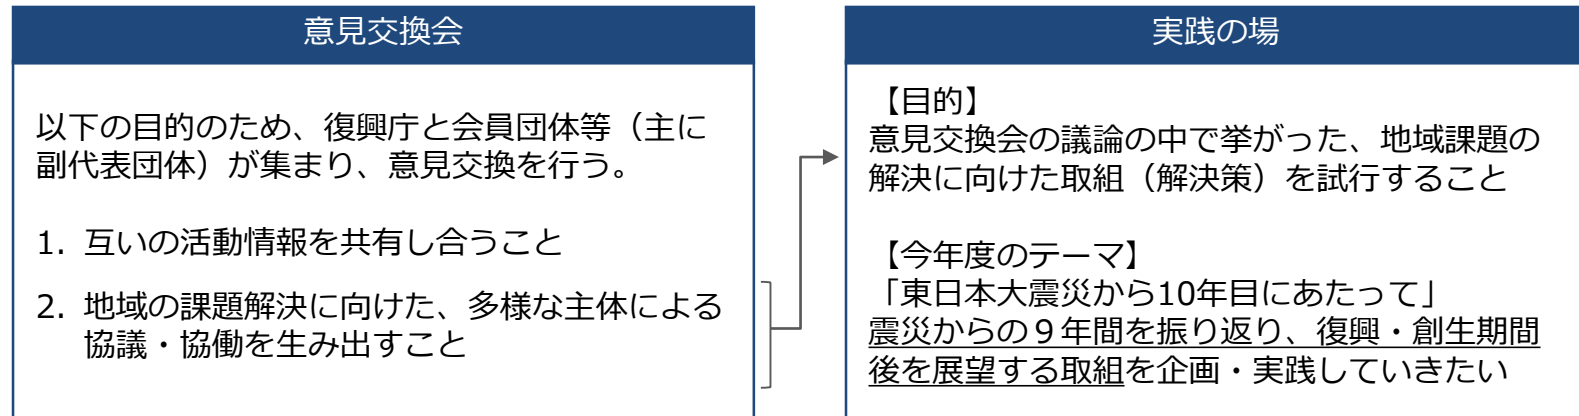 意見交換会
以下の目的のため、復興庁と会員団体等（主に
副代表団体）が集まり、意見交換を行う。
1. 互いの活動情報を共有し合うこと
2. 地域の課題解決に向けた、多様な主体による
協議・協働を生み出すこと
実践の場
【目的】
意見交換会の議論の中で挙がった、地域課題の
解決に向けた取組（解決策）を試行すること
【今年度のテーマ】
「東日本大震災から10年目にあたって」
震災からの９年間を振り返り、復興・創生期間
後を展望する取組を企画・実践していきたい